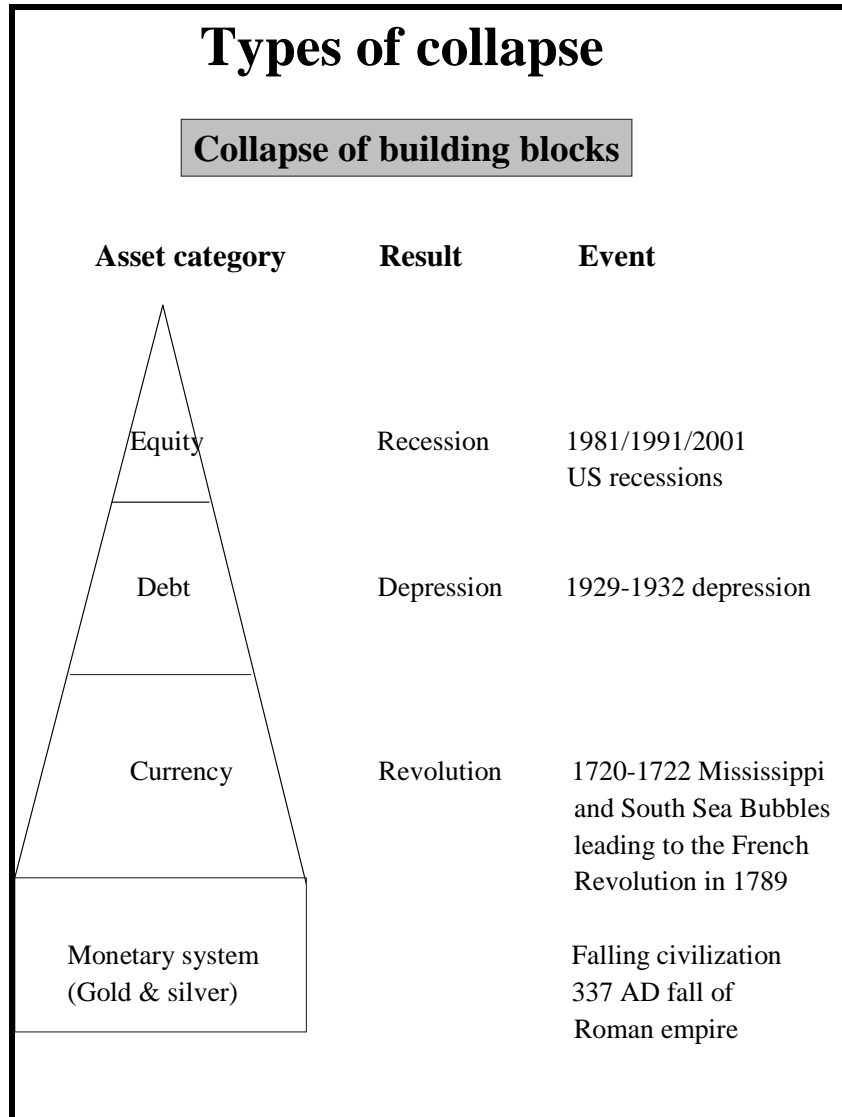 Types of collapse
Collapse of building blocks
Asset category Result Event
Equity Recession 1981/1991/2001
US recessions
Debt Depression 1929-1932 depression
Currency Revolution 1720-1722 Mississippi
and South Sea Bubbles
leading to the French
Revolution in 1789
Monetary system Falling civilization
(Gold & silver) 337 AD fall of
Roman empire